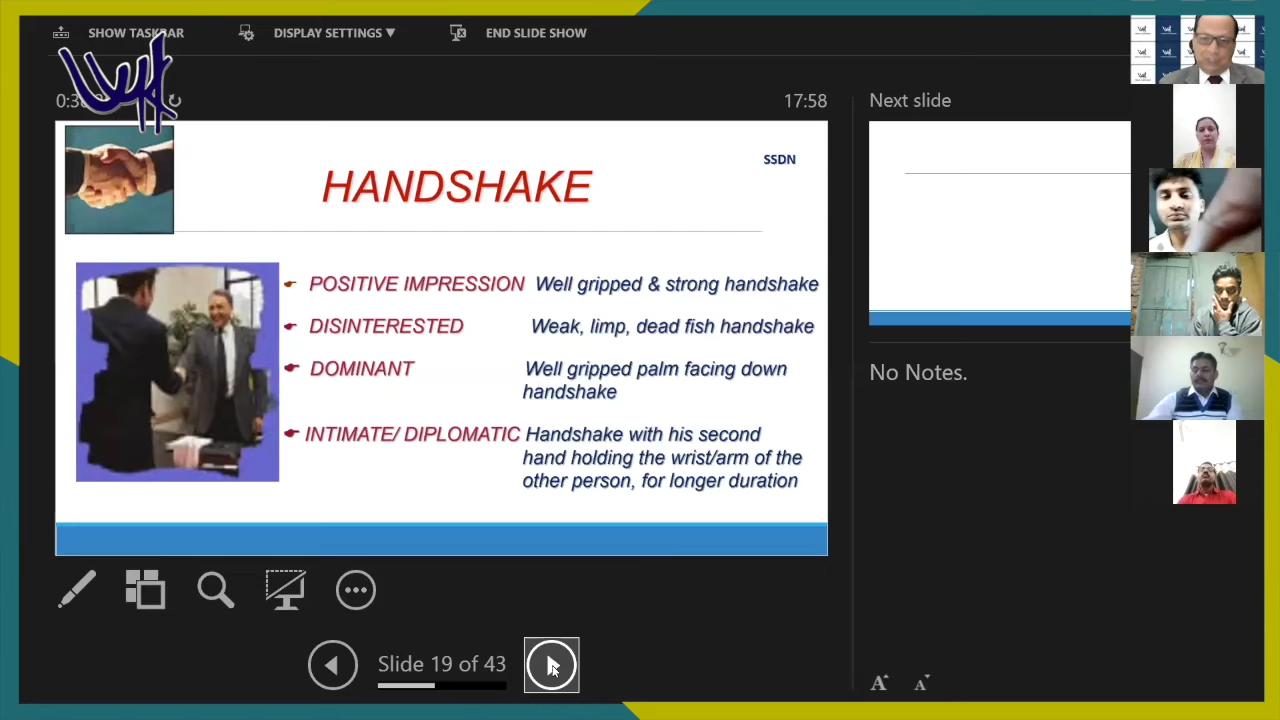 SHOW TASKBAR
DISPLAY SETTINGS
END SLIDE SHOW
17:58
Next slide
SSDN
HANDSHAKE
POSITIVE IMPRESSION Well gripped & strong handshake
DISINTERESTED Weak, limp, dead fish handshake
DOMINANT Well gripped palm facing down
handshake
INTIMATE/ DIPLOMATIC Handshake with his second
hand holding the wrist/arm of the
other person, for longer duration
No Notes.
Slide 19 of 43
A A